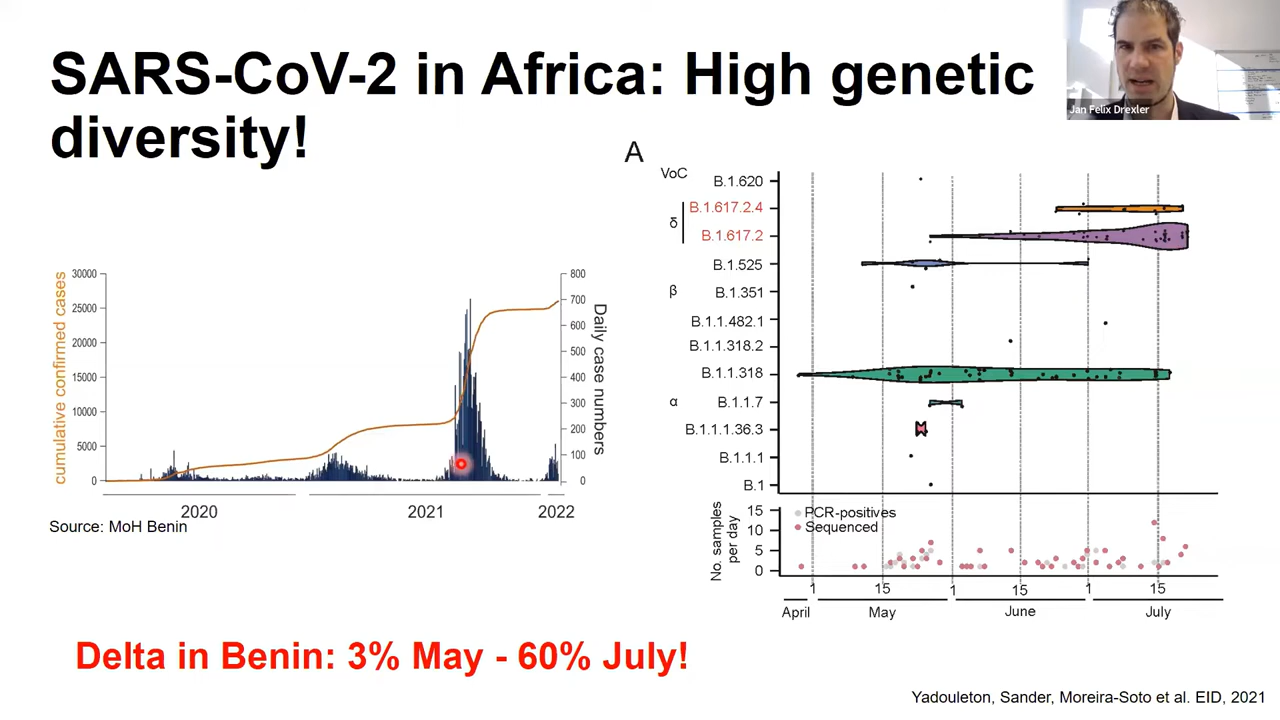 SARS-CoV-2 in Africa: High genetic
diversity!
Jan Felix Drexler
A
VoC
B.1.620
B.1.617.2.4
δ
B.1.617.2
B.1.525
β
B.1.351
B.1.1.482.1
B.1.1.318.2
B.1.1.318
α
B.1.1.7
B.1.1.1.36.3
B.1.1.1
B.1
15
10
5
0
No. samples
per day
PCR-positives
Sequenced
1
15
1
15
1
15
April
May
June
July
cumulative confirmed cases
30000
25000
20000
15000
10000
5000
0
800
700
600
500
400
300
200
100
0
Daily case numbers
2020
2021
2022
Source: MoH Benin
Delta in Benin: 3% May - 60% July!
Yadouleton, Sander, Moreira-Soto et al. EID, 2021